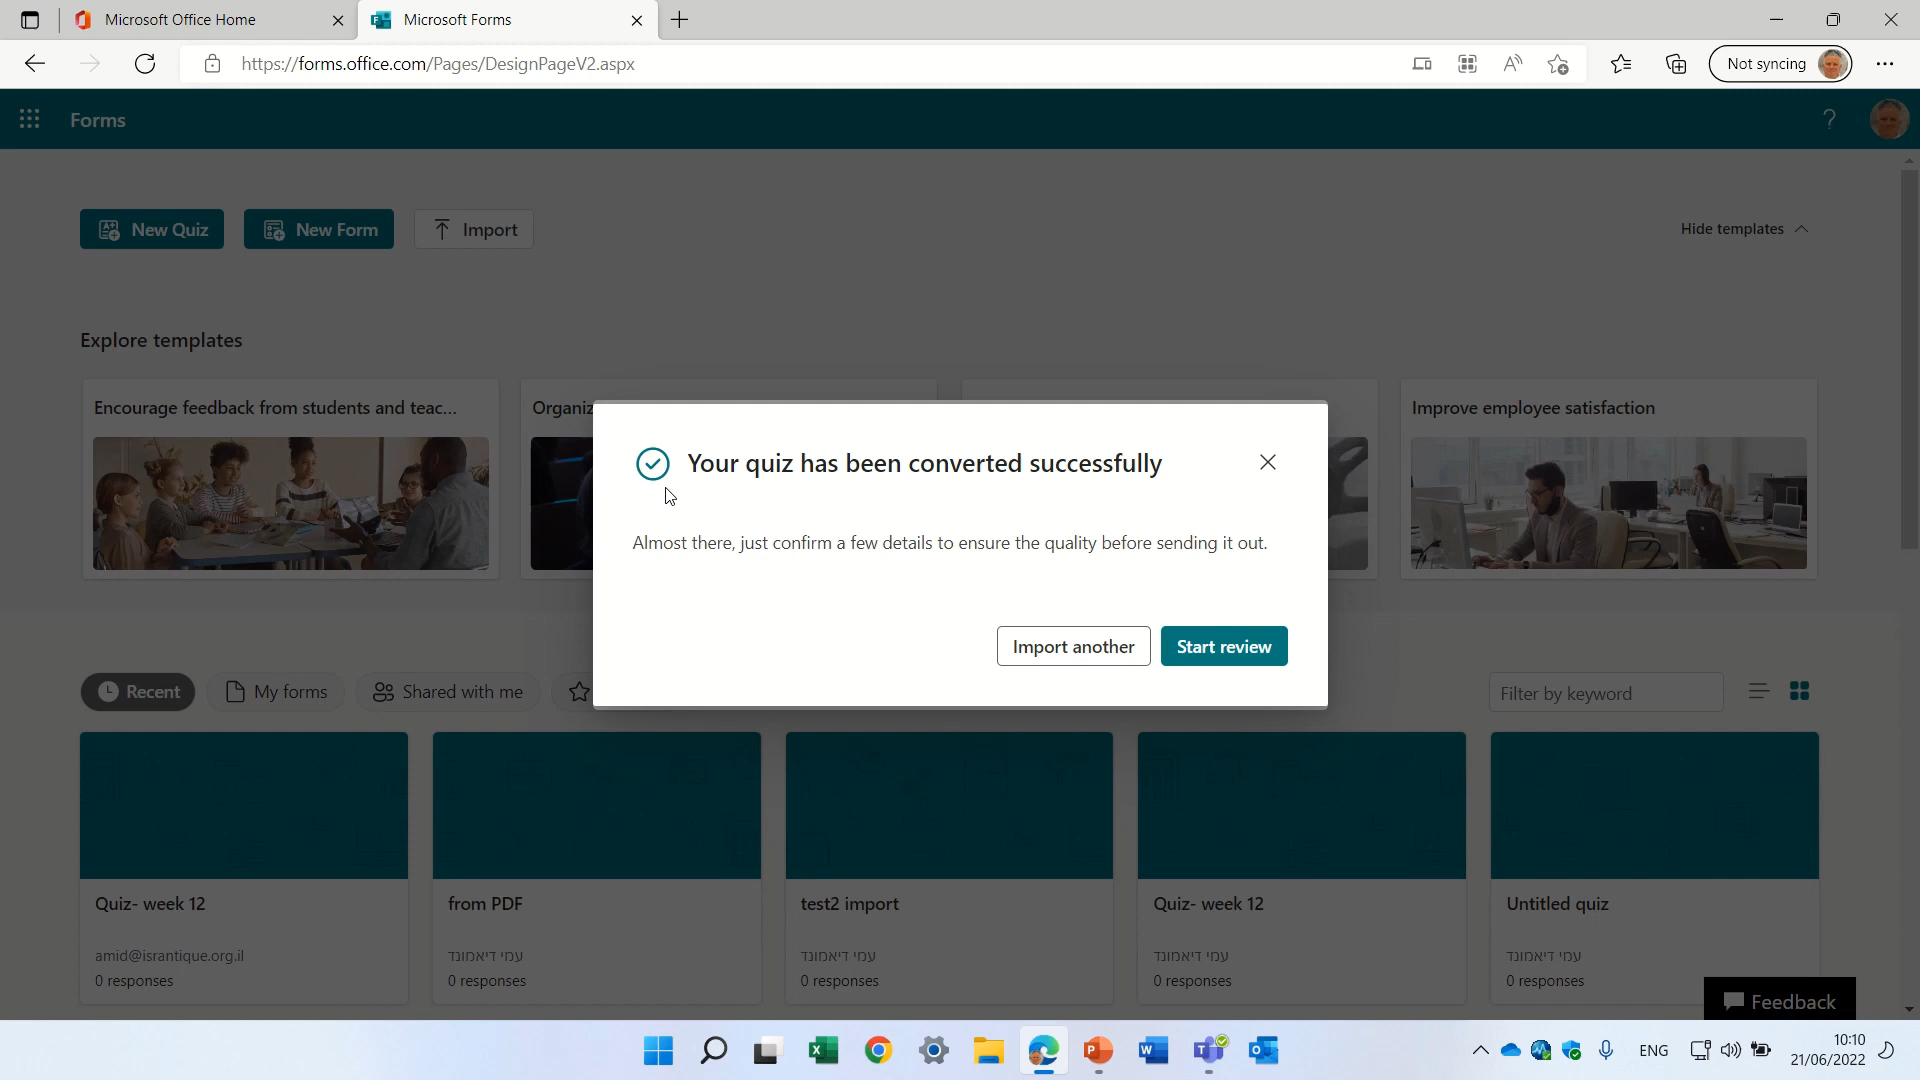 Microsoft Office Home
Microsoft Forms
https://forms.office.com/Pages/DesignPageV2.aspx
Not syncing
Forms
?
New Quiz
New Form
Import
Hide templates
Explore templates
Encourage feedback from students and teac...
Organiz
Improve employee satisfaction
Your quiz has been converted successfully
Almost there, just confirm a few details to ensure the quality before sending it out.
Import another
Start review
Recent
My forms
Shared with me
Filter by keyword
Quiz- week 12
amid@israntique.org.il
0 responses
from PDF
עמי דיאמונד
0 responses
test2 import
עמי דיאמונד
0 responses
Quiz- week 12
עמי דיאמונד
0 responses
Untitled quiz
עמי דיאמונד
0 responses
Feedback
ENG
10:10
21/06/2022